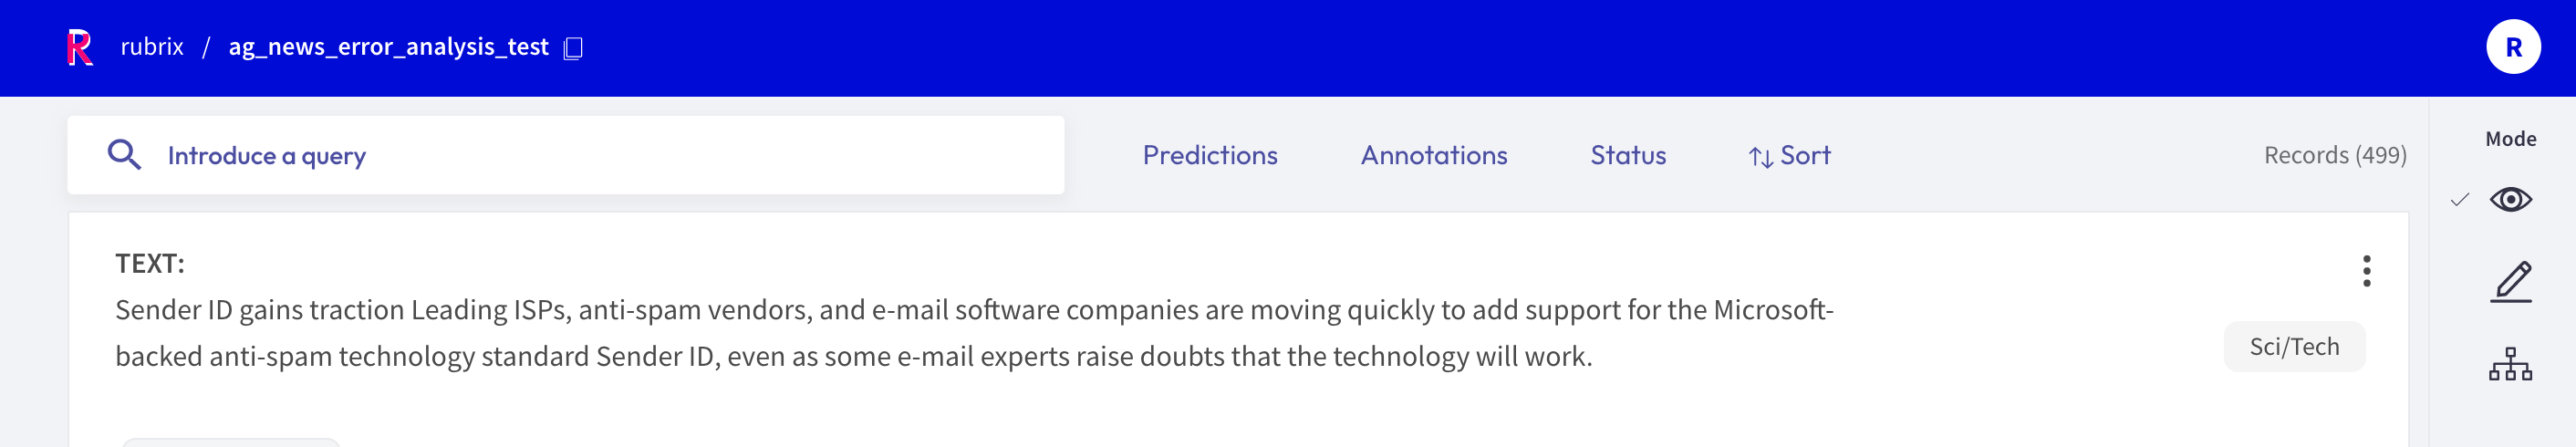 R rubrix / ag_news_error_analysis_test R
Introduce a query Predictions Annotations Status Sort Records (499) Mode
TEXT:
Sender ID gains traction Leading ISPs, anti-spam vendors, and e-mail software companies are moving quickly to add support for the Microsoft-
backed anti-spam technology standard Sender ID, even as some e-mail experts raise doubts that the technology will work.
Sci/Tech